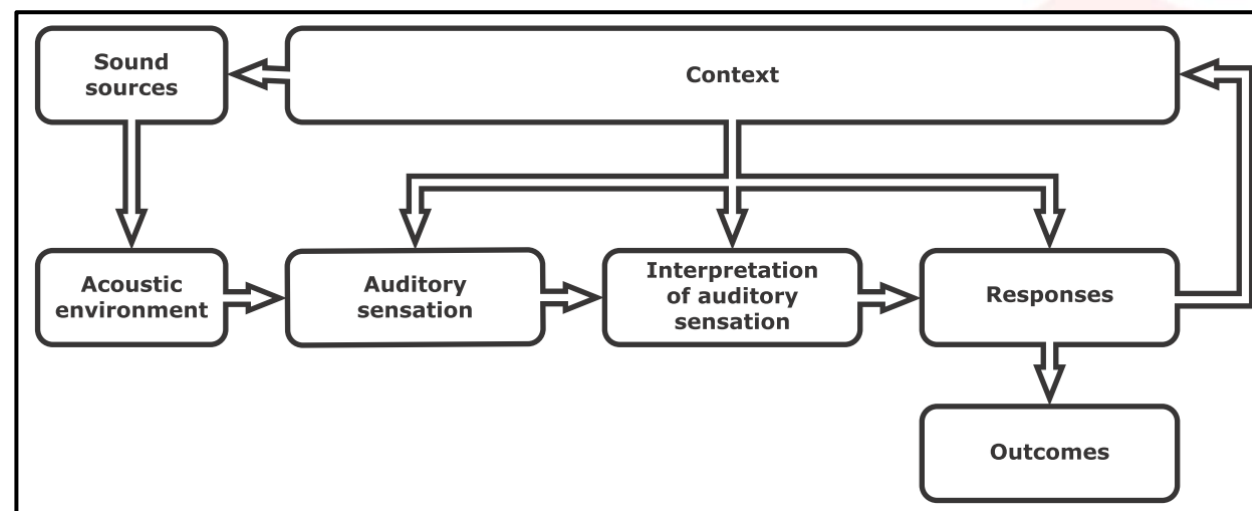 Sound
sources
Context
Acoustic
environment
Auditory
sensation
Interpretation
of auditory
sensation
Responses
Outcomes